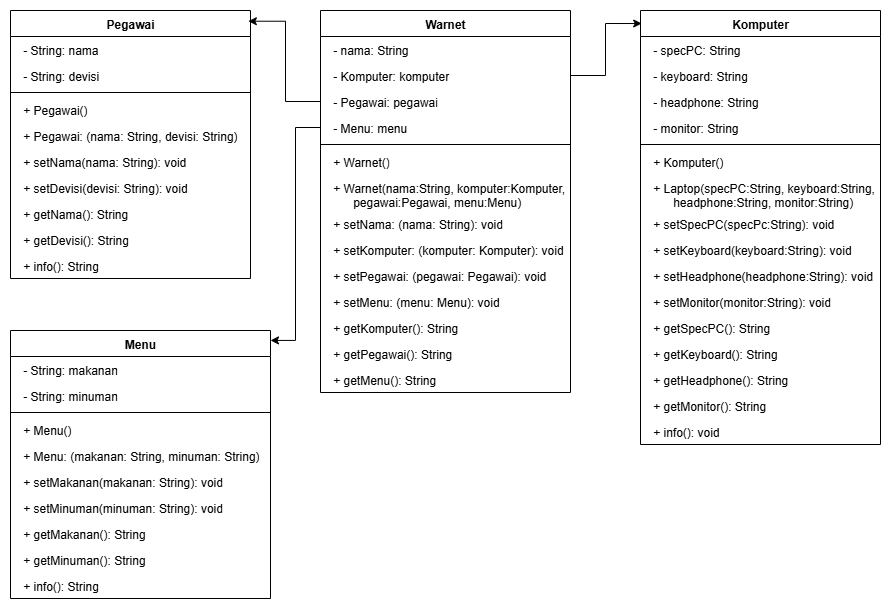 Pegawai
- String: nama
- String: devisi
+ Pegawai()
+ Pegawai: (nama: String, devisi: String)
+ setNama(nama: String): void
+ setDevisi(devisi: String): void
+ getNama(): String
+ getDevisi(): String
+ info(): String
Warnet
- nama: String
- Komputer: komputer
- Pegawai: pegawai
- Menu: menu
+ Warnet()
+ Warnet(nama:String, komputer:Komputer,
pegawai:Pegawai, menu:Menu)
+ setNama: (nama: String): void
+ setKomputer: (komputer: Komputer): void
+ setPegawai: (pegawai: Pegawai): void
+ setMenu: (menu: Menu): void
+ getKomputer(): String
+ getPegawai(): String
+ getMenu(): String
Komputer
- specPC: String
- keyboard: String
- headphone: String
- monitor: String
+ Komputer()
+ Laptop(specPC:String, keyboard:String,
headphone:String, monitor:String)
+ setSpecPC(specPc:String): void
+ setKeyboard(keyboard:String): void
+ setHeadphone(headphone:String): void
+ setMonitor(monitor:String): void
+ getSpecPC(): String
+ getKeyboard(): String
+ getHeadphone(): String
+ getMonitor(): String
+ info(): void
Menu
- String: makanan
- String: minuman
+ Menu()
+ Menu: (makanan: String, minuman: String)
+ setMakanan(makanan: String): void
+ setMinuman(minuman: String): void
+ getMakanan(): String
+ getMinuman(): String
+ info(): String